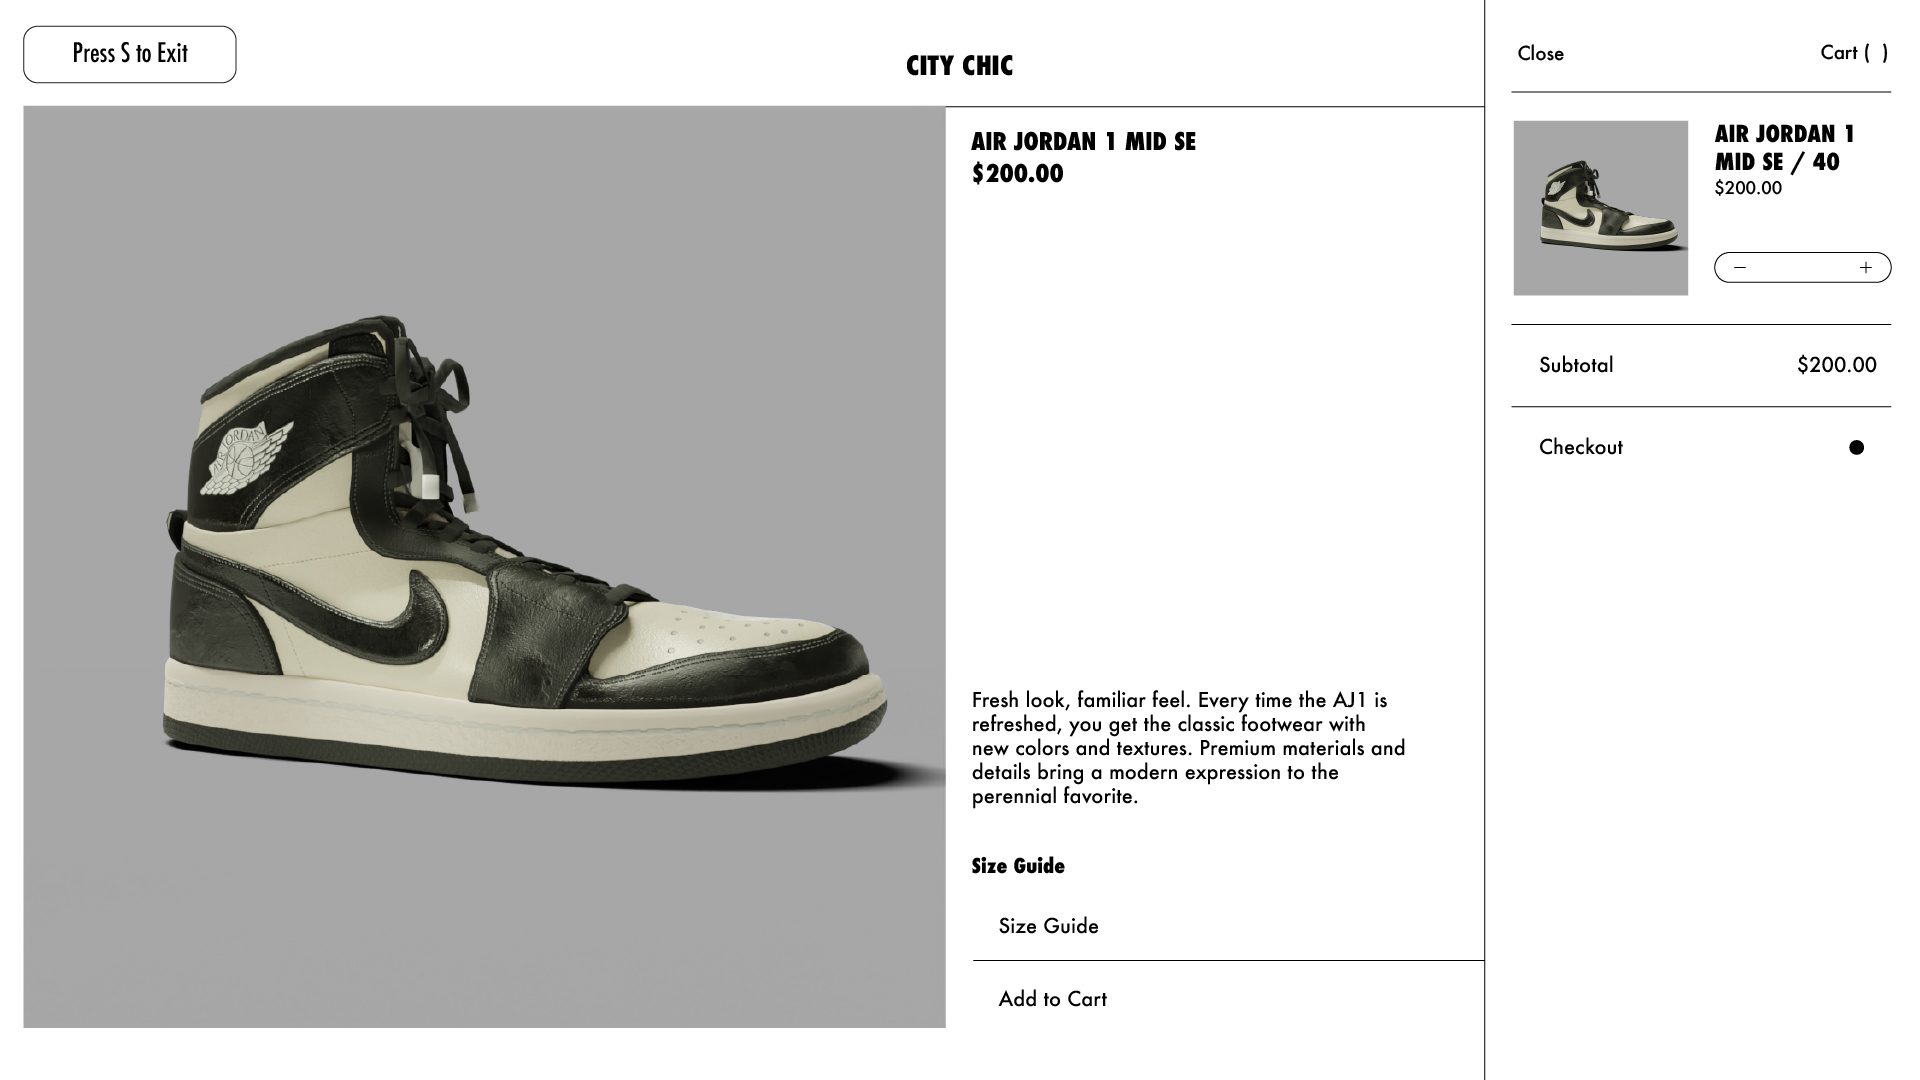 Press S to Exit
CITY CHIC
AIR JORDAN 1 MID SE
$200.00
Fresh look, familiar feel. Every time the AJ1 is
refreshed, you get the classic footwear with
new colors and textures. Premium materials and
details bring a modern expression to the
perennial favorite.
Size Guide
Size Guide
Add to Cart
Close
Cart ( )
AIR JORDAN 1
MID SE / 40
$200.00
− +
Subtotal $200.00
Checkout
AIR JORDAN